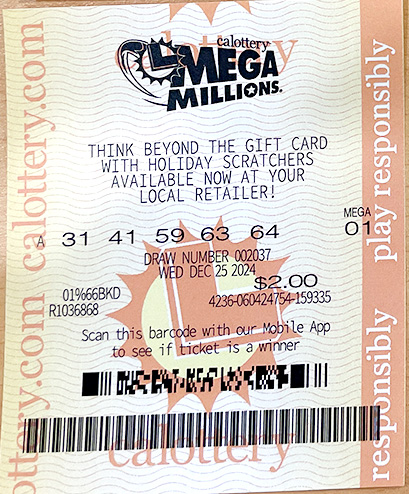 calottery
MEGA
MILLIONS.
THINK BEYOND THE GIFT CARD
WITH HOLIDAY SCRATCHERS
AVAILABLE NOW AT YOUR
LOCAL RETAILER!
MEGA
A 31 41 59 63 64 01
DRAW NUMBER 002037
WED DEC 25 2024
$2.00
01%66BKD 4236-060424754-159335
R1036868
Scan this barcode with our Mobile App
to see if ticket is a winner
calottery
calottery
ottery.com calottery.com
responsibly play responsibly